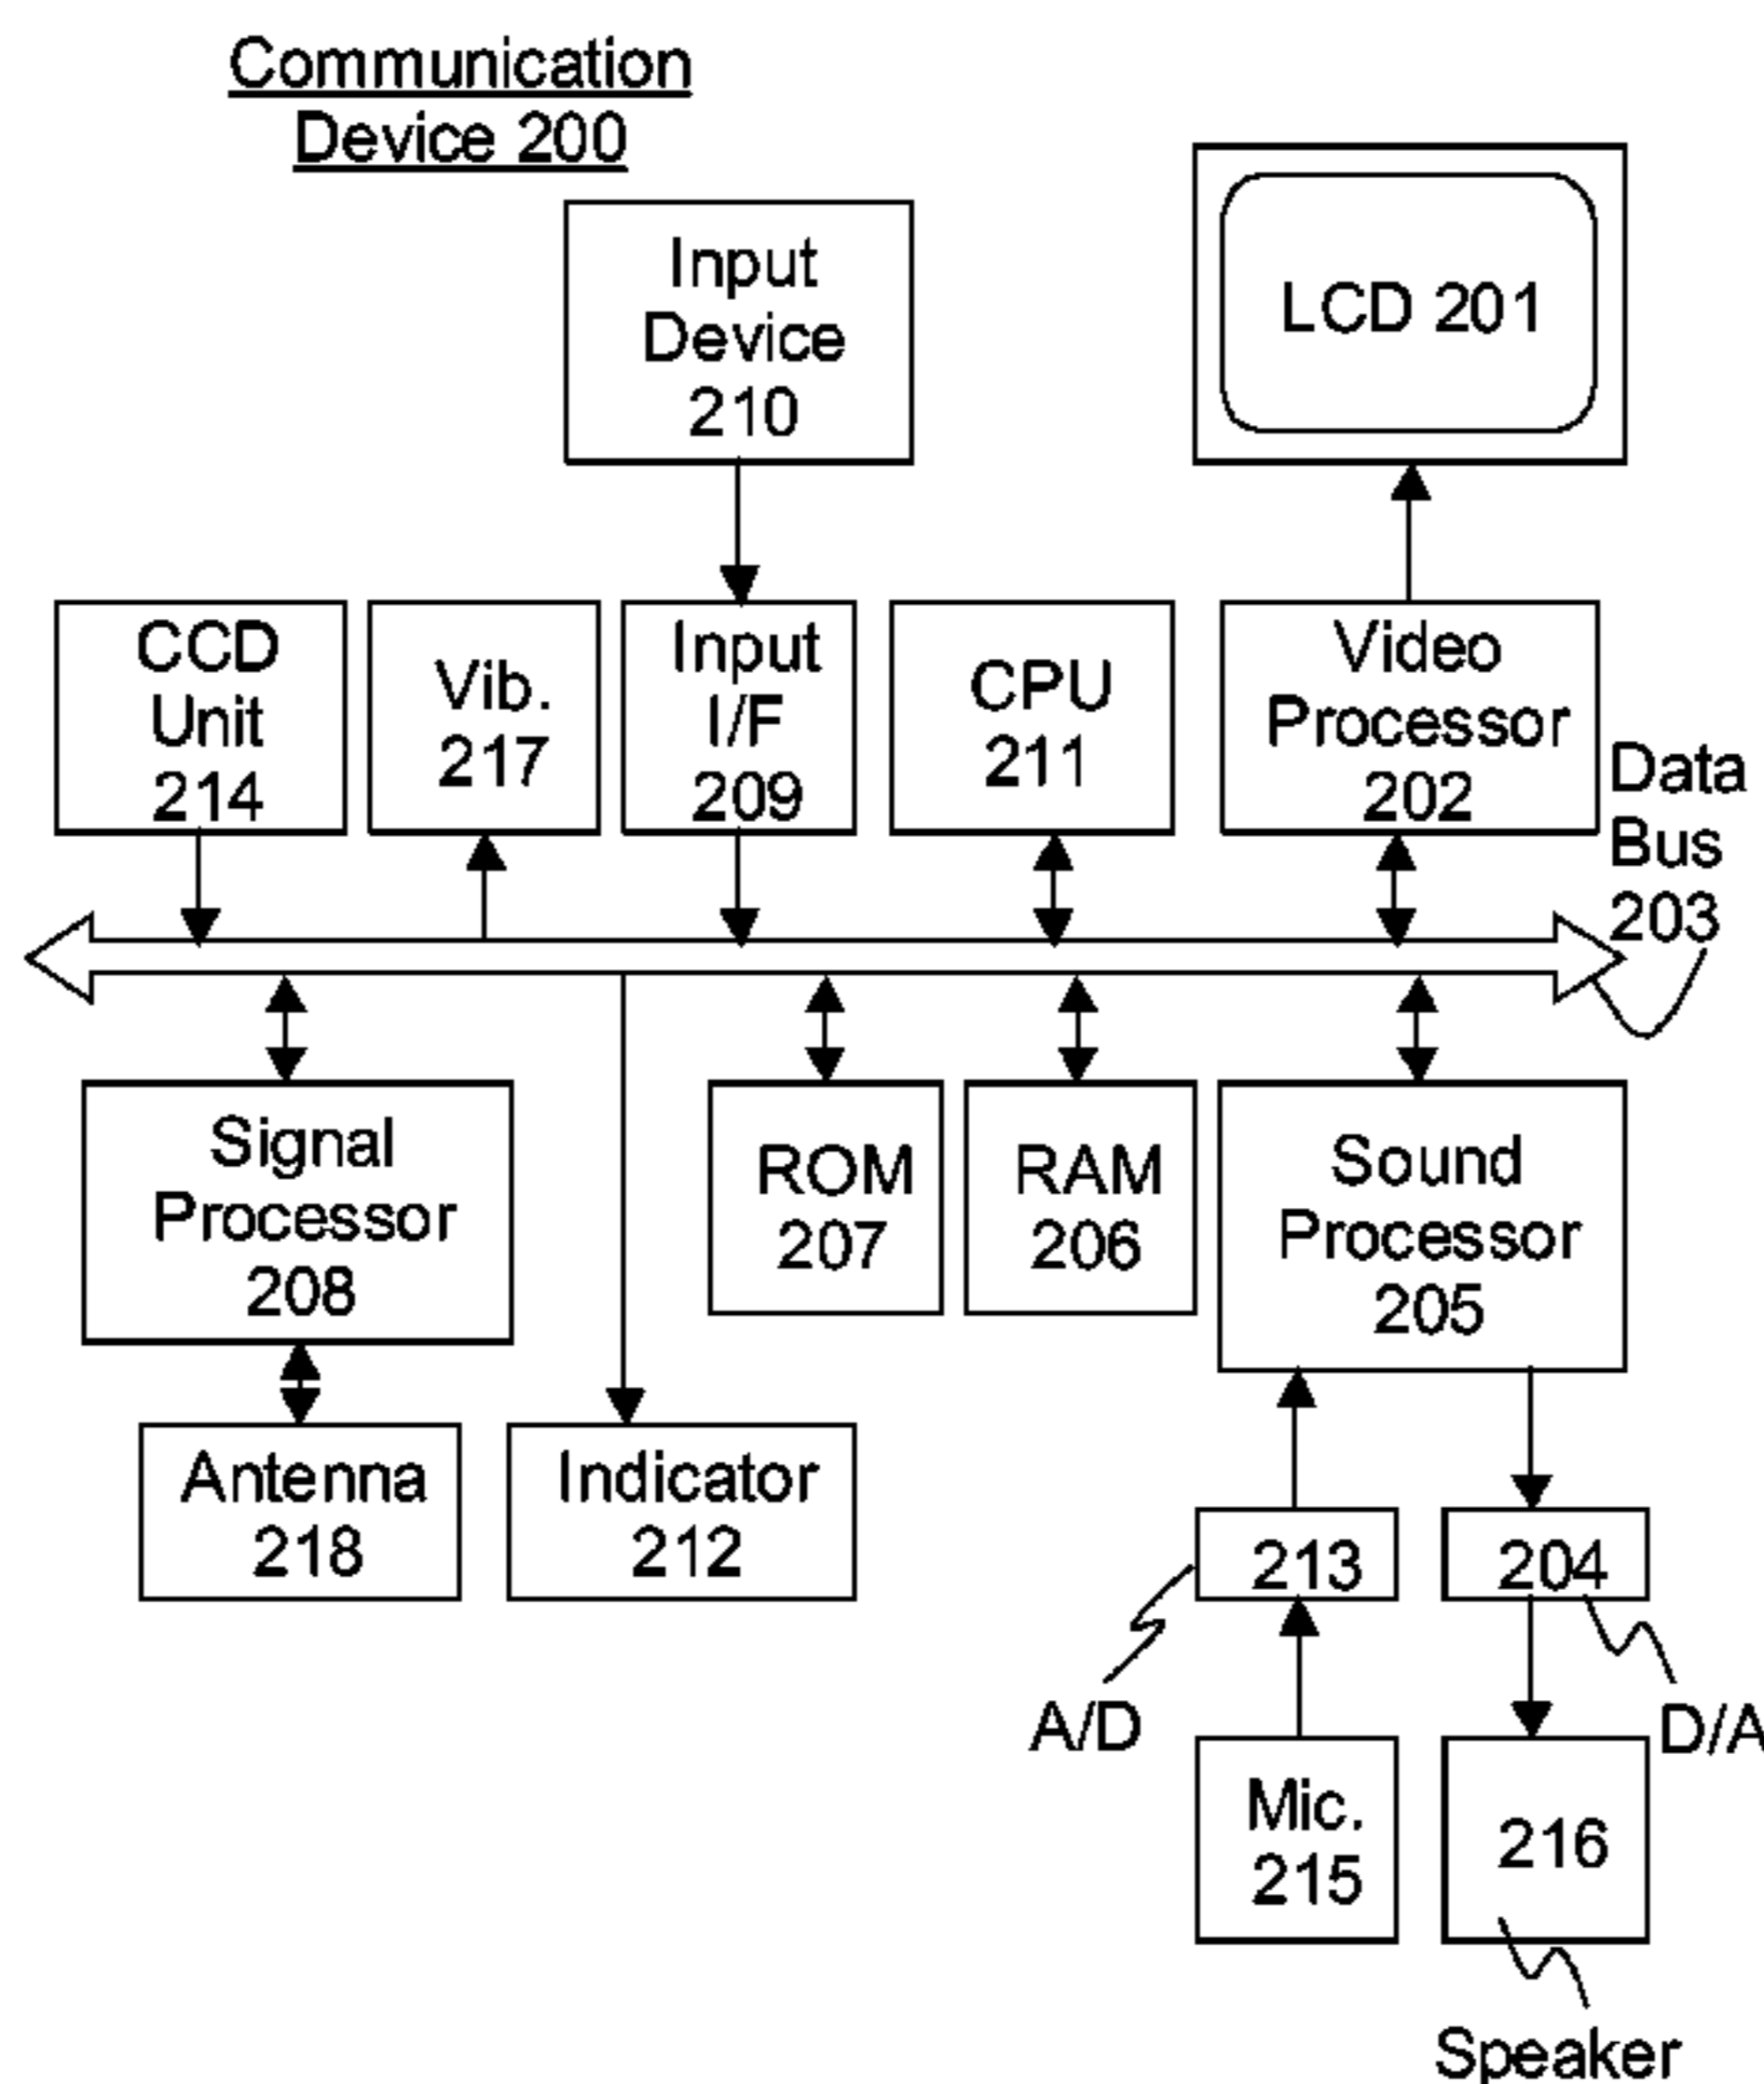 Communication
Device 200
Input
Device
210
LCD 201
CCD
Unit
214
Vib.
217
Input
I/F
209
CPU
211
Video
Processor
202
Data
Bus
203
Signal
Processor
208
ROM
207
RAM
206
Sound
Processor
205
Antenna
218
Indicator
212
213
204
A/D
D/A
Mic.
215
216
Speaker